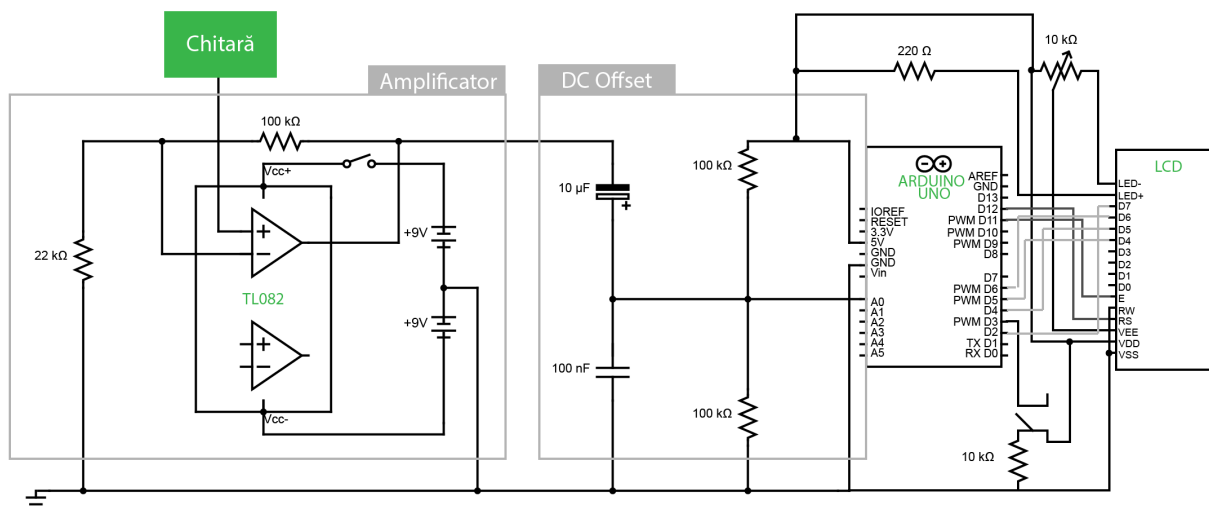 Chitară
Amplificator
DC Offset
100 kΩ
Vcc+
+9V
22 kΩ
TL082
+9V
Vcc-
10 µF
+
100 nF
100 kΩ
100 kΩ
220 Ω
10 kΩ
ARDUINO
UNO
IOREF
RESET
3.3V
5V
GND
GND
Vin
A0
A1
A2
A3
A4
A5
AREF
GND
D13
D12
PWM D11
PWM D10
PWM D9
D8
D7
PWM D6
PWM D5
D4
PWM D3
D2
TX D1
RX D0
10 kΩ
LCD
LED-
LED+
D7
D6
D5
D4
D3
D2
D1
D0
E
RW
RS
VEE
VDD
VSS